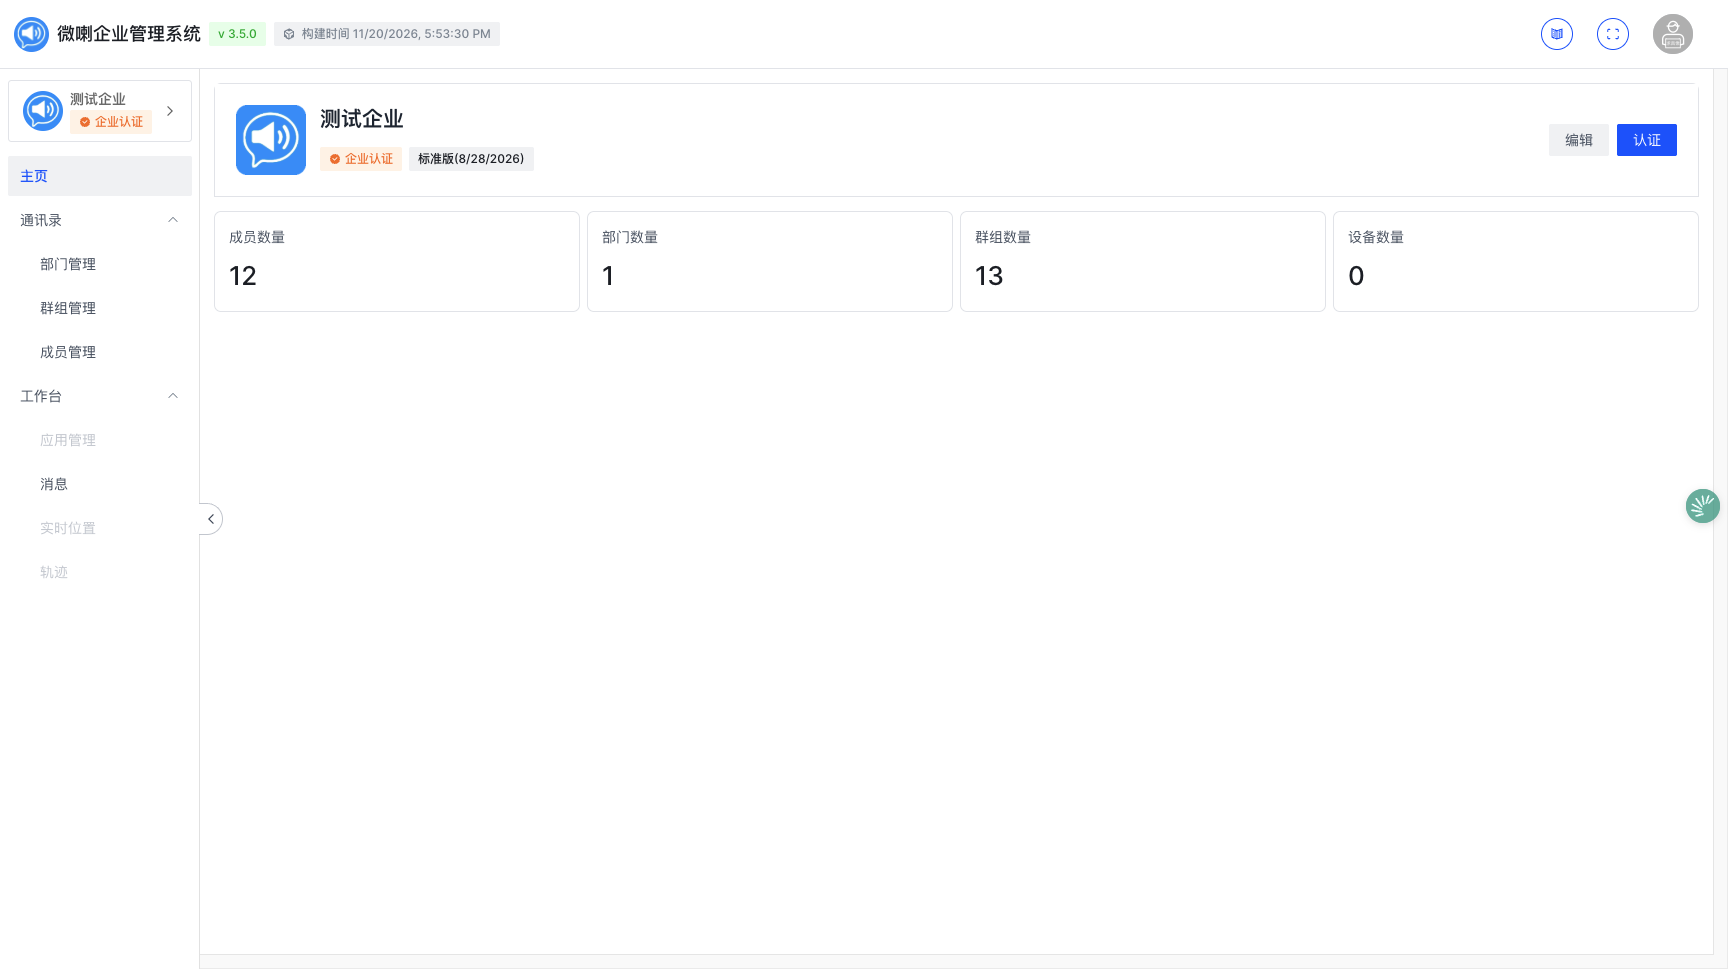 微喇企业管理系统 v 3.5.0 构建时间 11/20/2026, 5:53:30 PM
测试企业
企业认证
主页
通讯录
部门管理
群组管理
成员管理
工作台
应用管理
消息
实时位置
轨迹
测试企业
企业认证 标准版(8/28/2026)
编辑 认证
成员数量
12
部门数量
1
群组数量
13
设备数量
0